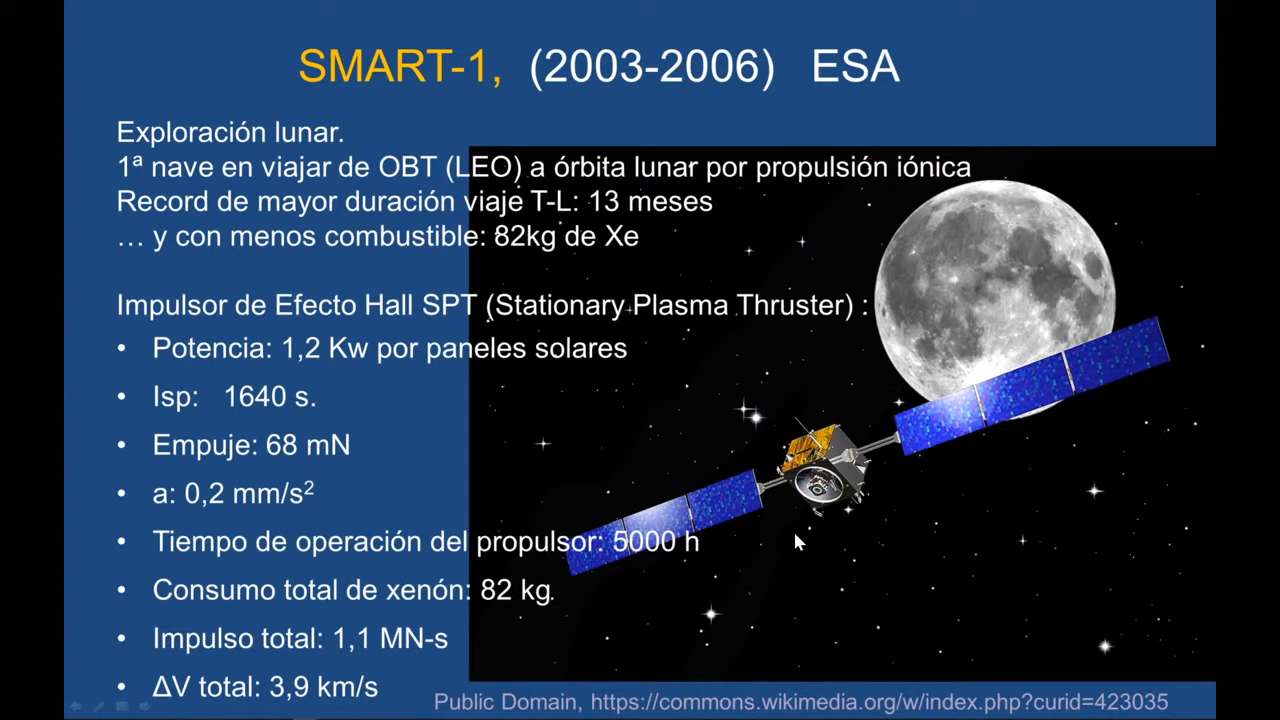 SMART-1, (2003-2006) ESA
Exploración lunar.
1ª nave en viajar de OBT (LEO) a órbita lunar por propulsión iónica
Record de mayor duración viaje T-L: 13 meses
… y con menos combustible: 82kg de Xe
Impulsor de Efecto Hall SPT (Stationary Plasma Thruster) :
• Potencia: 1,2 Kw por paneles solares
• Isp: 1640 s.
• Empuje: 68 mN
• a: 0,2 mm/s²
• Tiempo de operación del propulsor: 5000 h
• Consumo total de xenón: 82 kg.
• Impulso total: 1,1 MN-s
• ΔV total: 3,9 km/s
Public Domain, https://commons.wikimedia.org/w/index.php?curid=423035